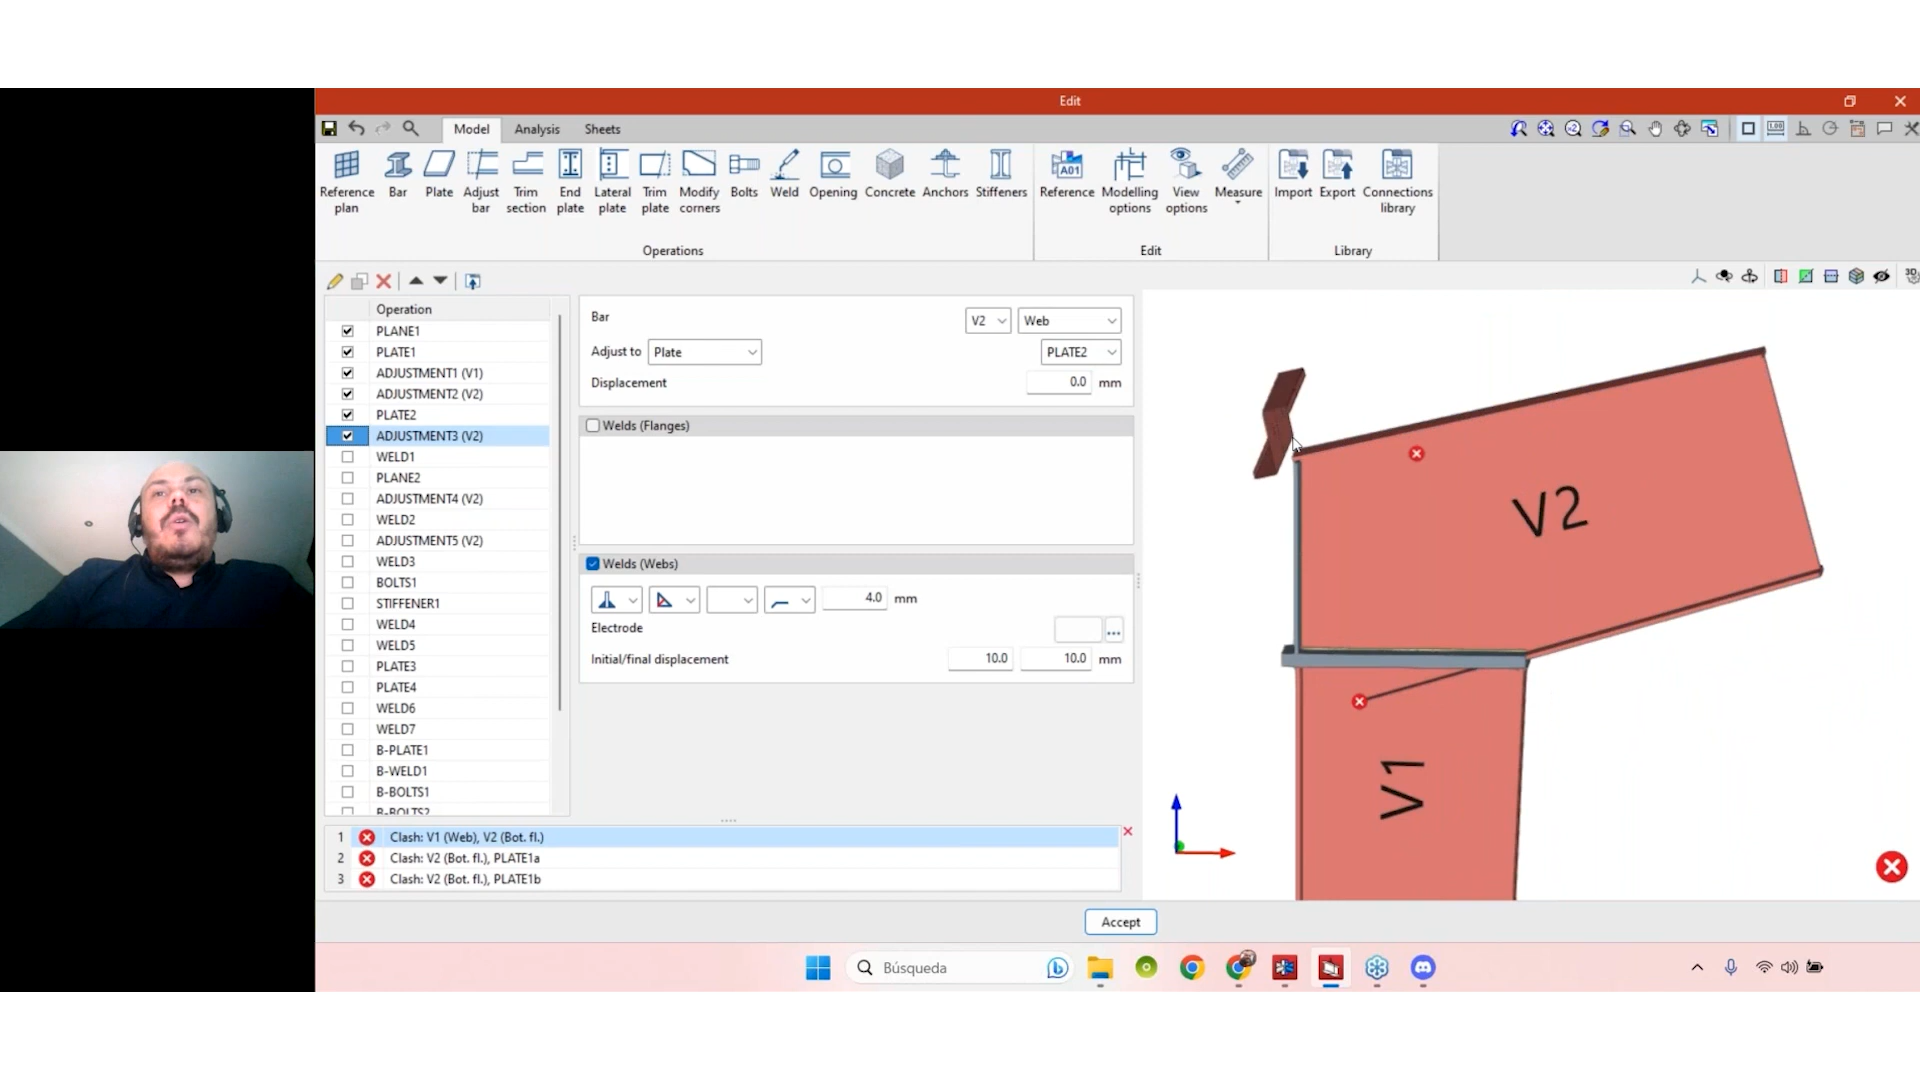 Edit
Model Analysis Sheets
Reference plan
Bar
Plate
Adjust bar
Trim section
End plate
Lateral plate
Trim plate
Modify corners
Bolts
Weld
Opening
Concrete
Anchors
Stiffeners
Reference
Modelling options
View options
Measure
Import
Export
Connections library
Operations
Edit
Library
Operation
PLANE1
PLATE1
ADJUSTMENT1 (V1)
ADJUSTMENT2 (V2)
PLATE2
ADJUSTMENT3 (V2)
WELD1
PLANE2
ADJUSTMENT4 (V2)
WELD2
ADJUSTMENT5 (V2)
WELD3
BOLTS1
STIFFENER1
WELD4
WELD5
PLATE3
PLATE4
WELD6
WELD7
B-PLATE1
B-WELD1
B-BOLTS1
B-BOLTS2
Bar V2 Web
Adjust to Plate PLATE2
Displacement 0.0 mm
Welds (Flanges)
Welds (Webs)
4.0 mm
Electrode ...
Initial/final displacement 10.0 10.0 mm
V2
V1
1 Clash: V1 (Web), V2 (Bot. fl.)
2 Clash: V2 (Bot. fl.), PLATE1a
3 Clash: V2 (Bot. fl.), PLATE1b
Accept
Búsqueda